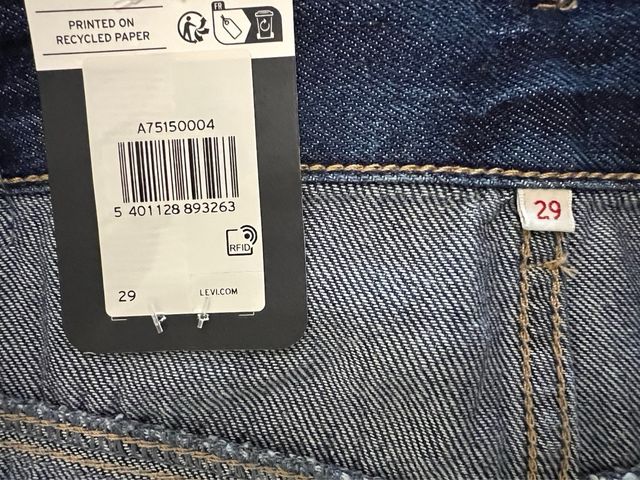 PRINTED ON
RECYCLED PAPER
FR
A75150004
5 401128 893263
RFID
29
LEVI.COM
29